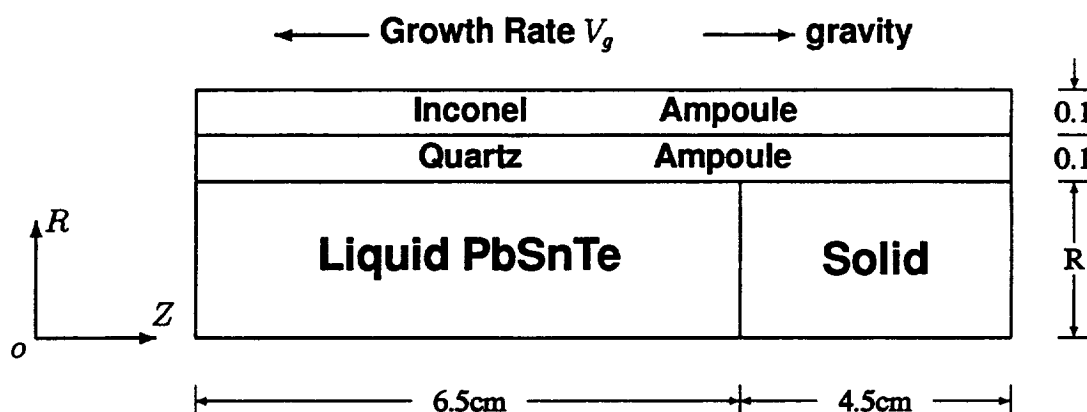 Growth Rate V_g gravity
Inconel Ampoule 0.1
Quartz Ampoule 0.1
R Liquid PbSnTe Solid R
Z
o
6.5cm 4.5cm